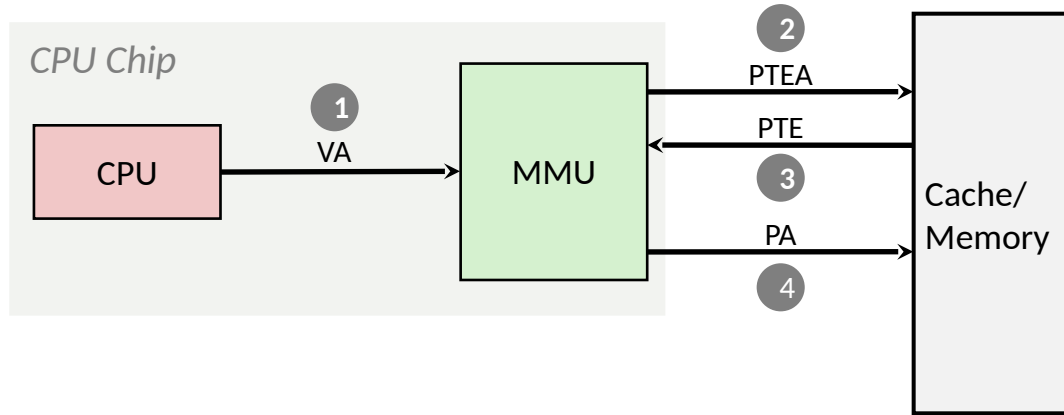 CPU Chip
CPU
1
VA
MMU
2
PTEA
PTE
3
PA
4
Cache/
Memory